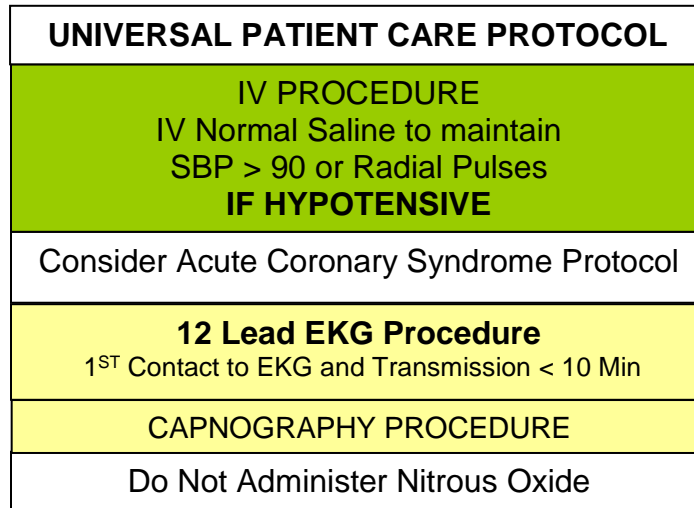 UNIVERSAL PATIENT CARE PROTOCOL
IV PROCEDURE
IV Normal Saline to maintain
SBP > 90 or Radial Pulses
IF HYPOTENSIVE
Consider Acute Coronary Syndrome Protocol
12 Lead EKG Procedure
1ST Contact to EKG and Transmission < 10 Min
CAPNOGRAPHY PROCEDURE
Do Not Administer Nitrous Oxide